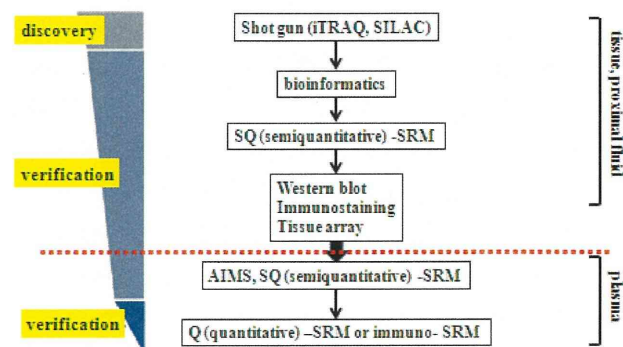 discovery
Shot gun (iTRAQ, SILAC)
bioinformatics
SQ (semiquantitative) -SRM
verification
Western blot
Immunostaining
Tissue array
tissue, proximal fluid
AIMS, SQ (semiquantitative) -SRM
verification
Q (quantitative) –SRM or immuno- SRM
plasma